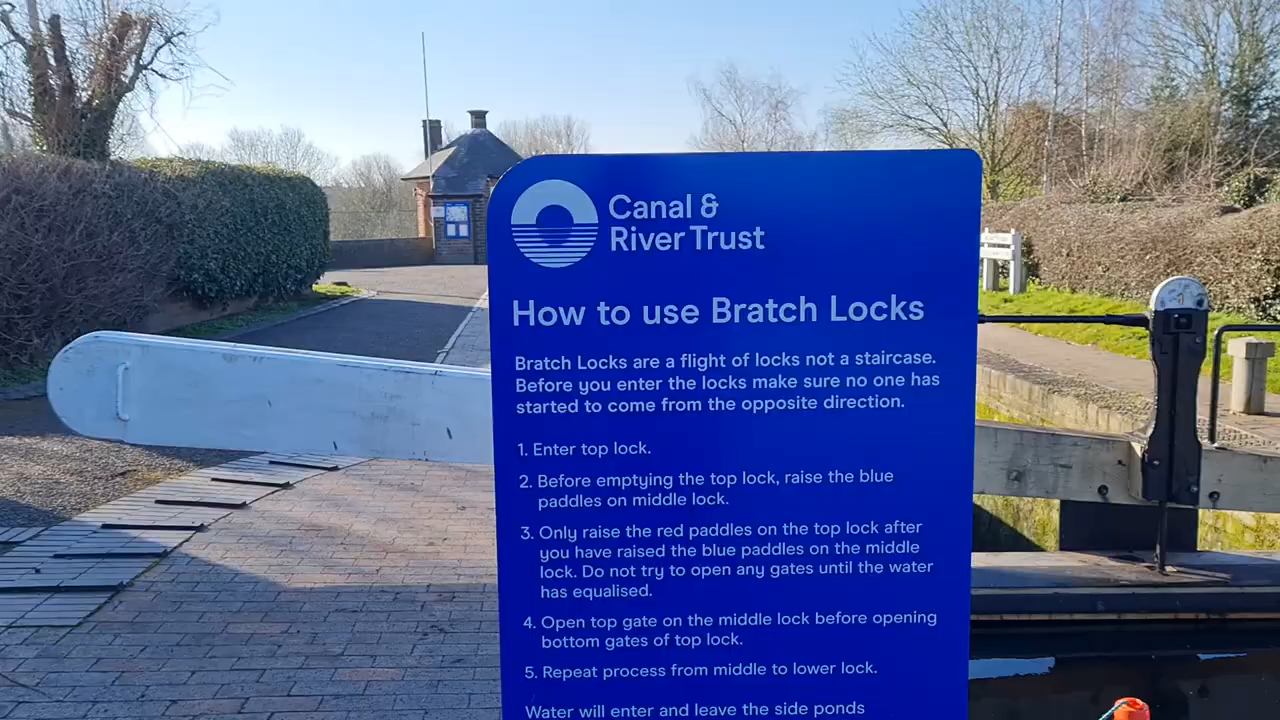 Canal &
River Trust
How to use Bratch Locks
Bratch Locks are a flight of locks not a staircase.
Before you enter the locks make sure no one has
started to come from the opposite direction.
1. Enter top lock.
2. Before emptying the top lock, raise the blue
paddles on middle lock.
3. Only raise the red paddles on the top lock after
you have raised the blue paddles on the middle
lock. Do not try to open any gates until the water
has equalised.
4. Open top gate on the middle lock before opening
bottom gates of top lock.
5. Repeat process from middle to lower lock.
Water will enter and leave the side ponds